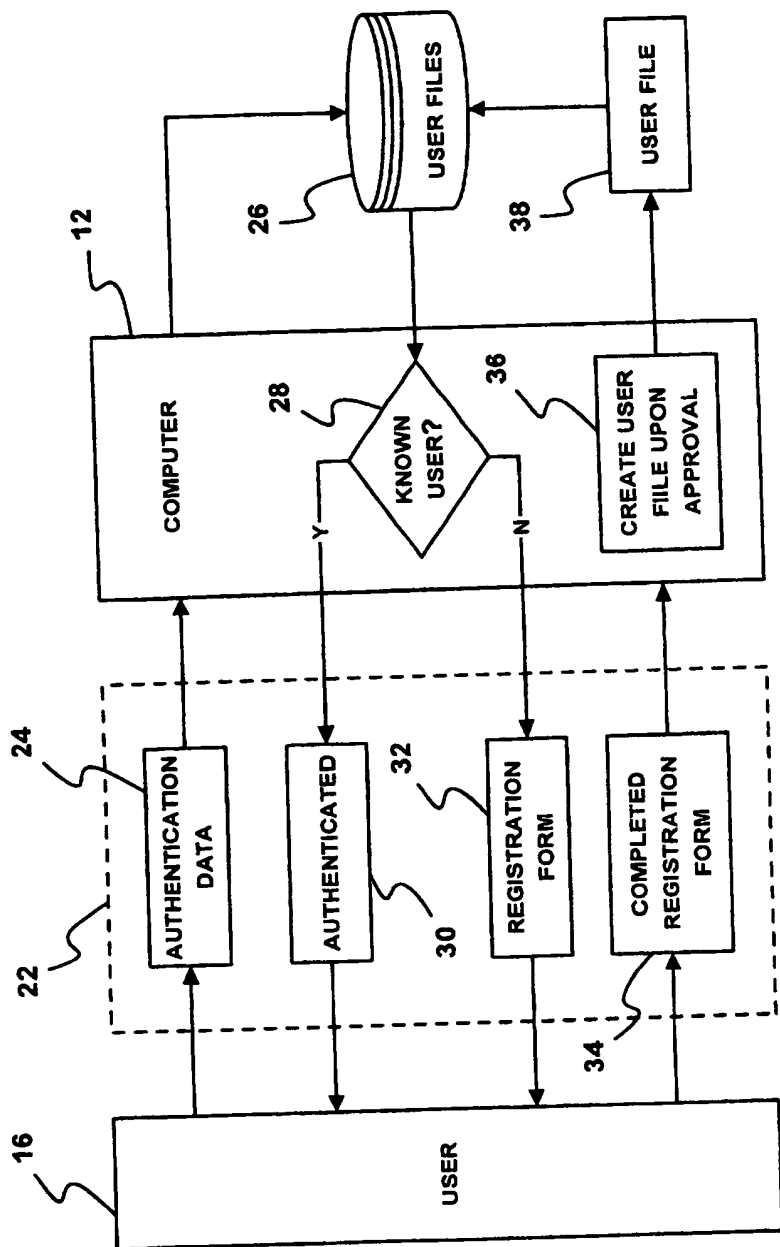 16
USER
22
24
AUTHENTICATION
DATA
AUTHENTICATED
30
32
REGISTRATION
FORM
COMPLETED
REGISTRATION
FORM
34
12
COMPUTER
Y
28
KNOWN
USER?
N
36
CREATE USER
FIILE UPON
APPROVAL
26
USER FILES
38
USER FILE